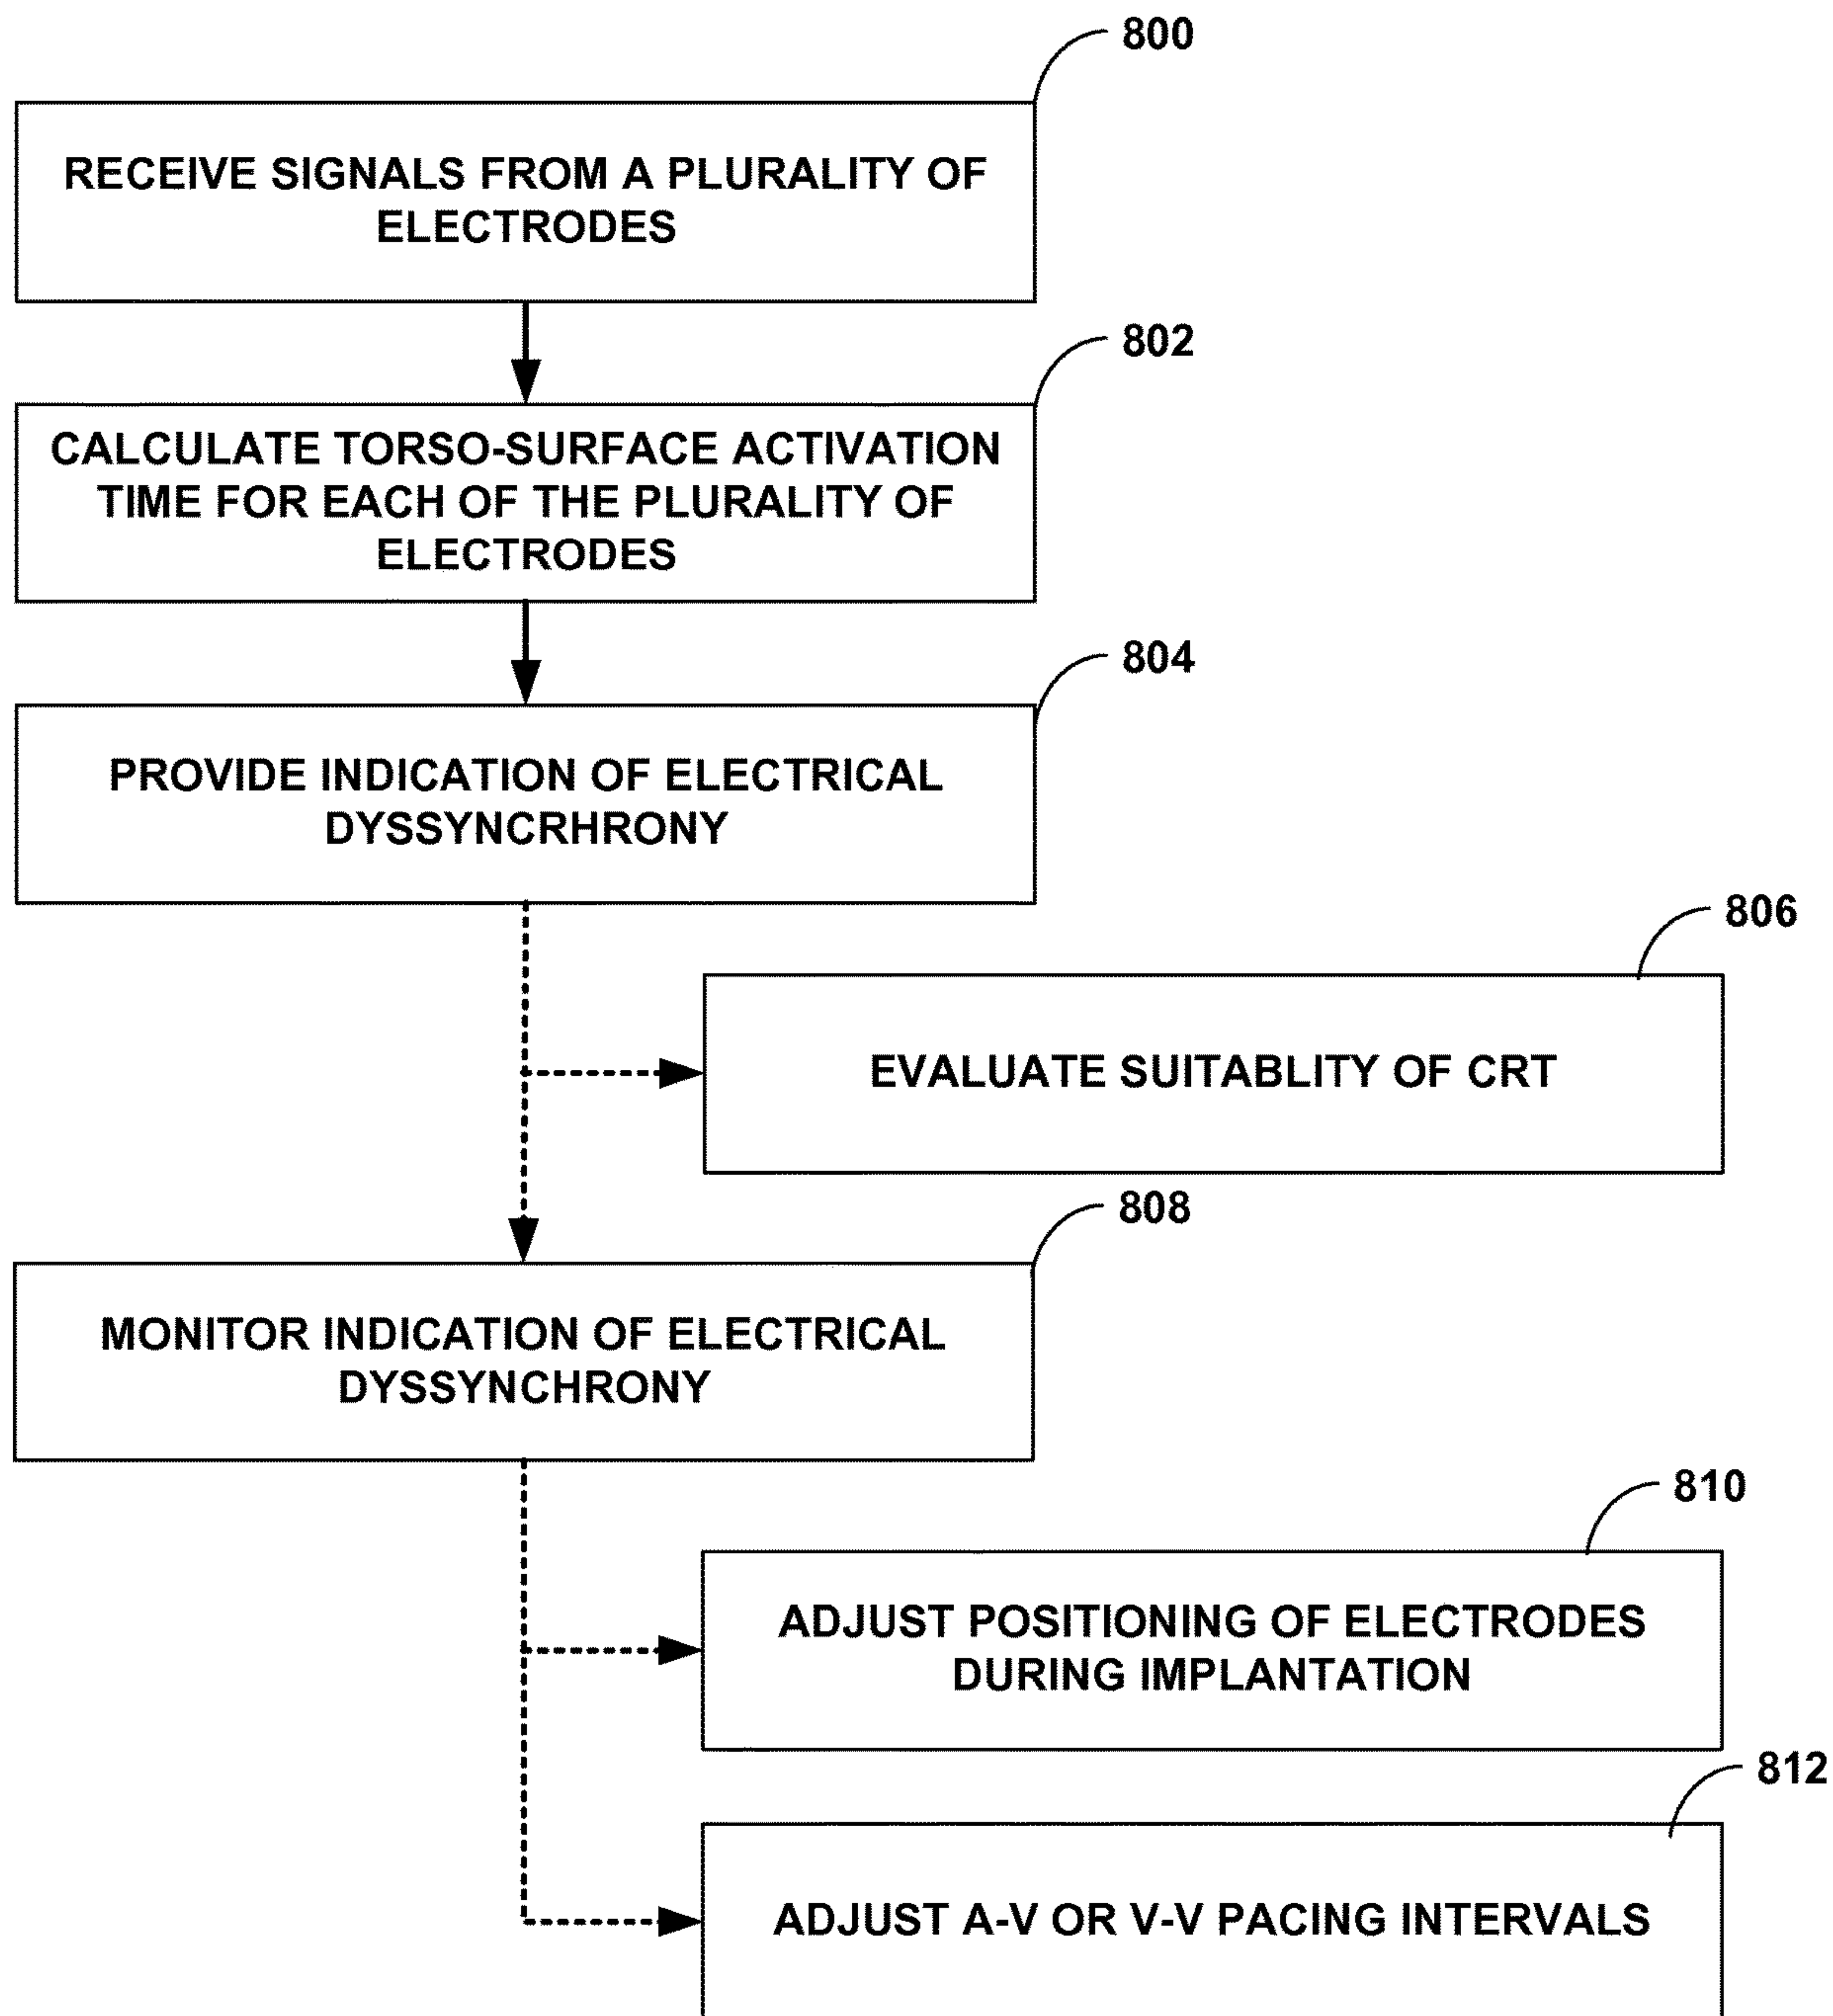 800
RECEIVE SIGNALS FROM A PLURALITY OF
ELECTRODES
802
CALCULATE TORSO-SURFACE ACTIVATION
TIME FOR EACH OF THE PLURALITY OF
ELECTRODES
804
PROVIDE INDICATION OF ELECTRICAL
DYSSYNCRHRONY
806
EVALUATE SUITABLITY OF CRT
808
MONITOR INDICATION OF ELECTRICAL
DYSSYNCHRONY
810
ADJUST POSITIONING OF ELECTRODES
DURING IMPLANTATION
812
ADJUST A-V OR V-V PACING INTERVALS